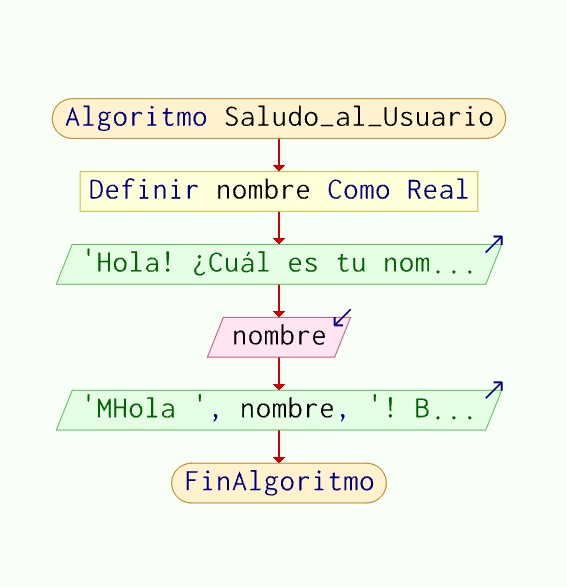 Algoritmo Saludo_al_Usuario
Definir nombre Como Real
'Hola! ¿Cuál es tu nom...
nombre
'MHola ', nombre, '! B...
FinAlgoritmo